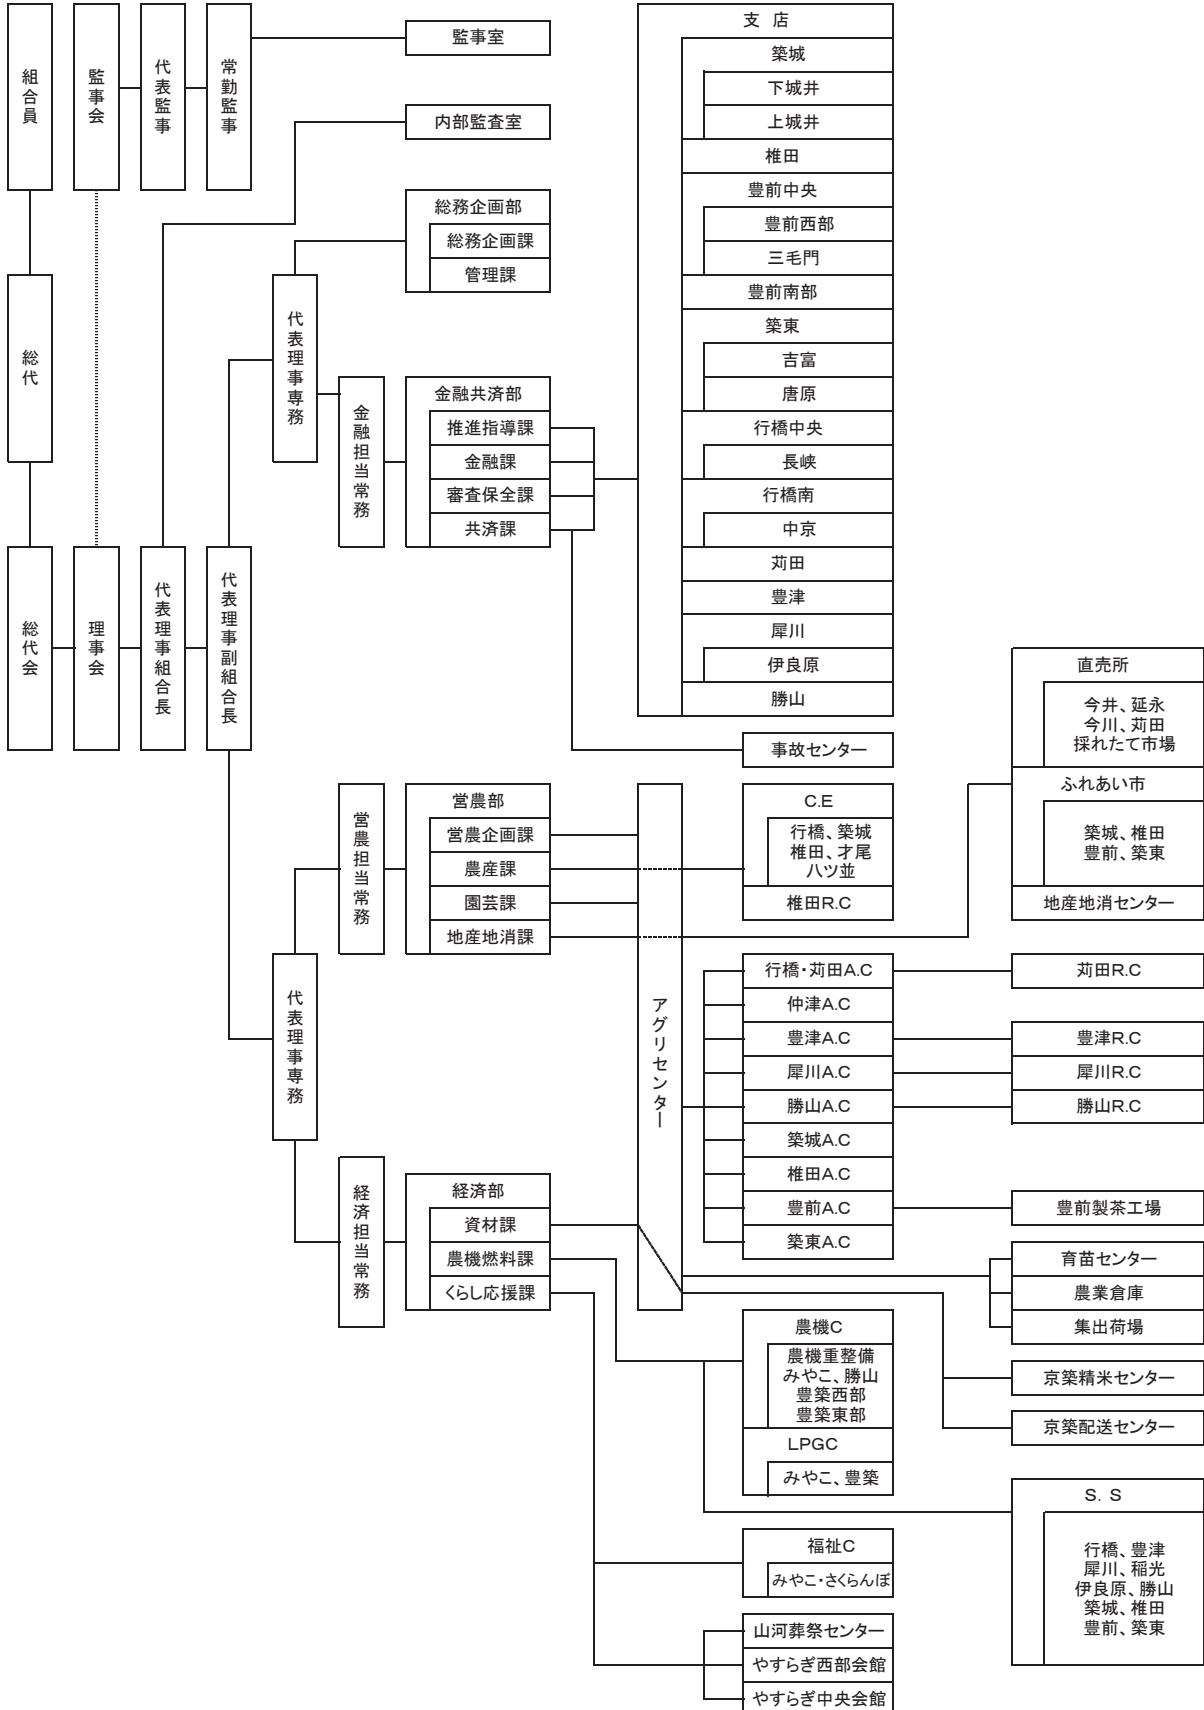 組合員
総代
総代会
監事会
理事会
代表監事
代表理事組合長
常勤監事
代表理事副組合長
監事室
内部監査室
代表理事専務
総務企画部
総務企画課
管理課
金融担当常務
金融共済部
推進指導課
金融課
審査保全課
共済課
支 店
築城
下城井
上城井
椎田
豊前中央
豊前西部
三毛門
豊前南部
築東
吉富
唐原
行橋中央
長峡
行橋南
中京
苅田
豊津
犀川
伊良原
勝山
事故センター
代表理事専務
営農担当常務
営農部
営農企画課
農産課
園芸課
地産地消課
経済担当常務
経済部
資材課
農機燃料課
くらし応援課
アグリセンター
C.E
行橋、築城
椎田、才尾
八ツ並
椎田R.C
直売所
今井、延永
今川、苅田
採れたて市場
ふれあい市
築城、椎田
豊前、築東
地産地消センター
行橋・苅田A.C
仲津A.C
豊津A.C
犀川A.C
勝山A.C
築城A.C
椎田A.C
豊前A.C
築東A.C
苅田R.C
豊津R.C
犀川R.C
勝山R.C
豊前製茶工場
育苗センター
農業倉庫
集出荷場
京築精米センター
京築配送センター
農機C
農機重整備
みやこ、勝山
豊築西部
豊築東部
LPGC
みやこ、豊築
S. S
行橋、豊津
犀川、稲光
伊良原、勝山
築城、椎田
豊前、築東
福祉C
みやこ・さくらんぼ
山河葬祭センター
やすらぎ西部会館
やすらぎ中央会館